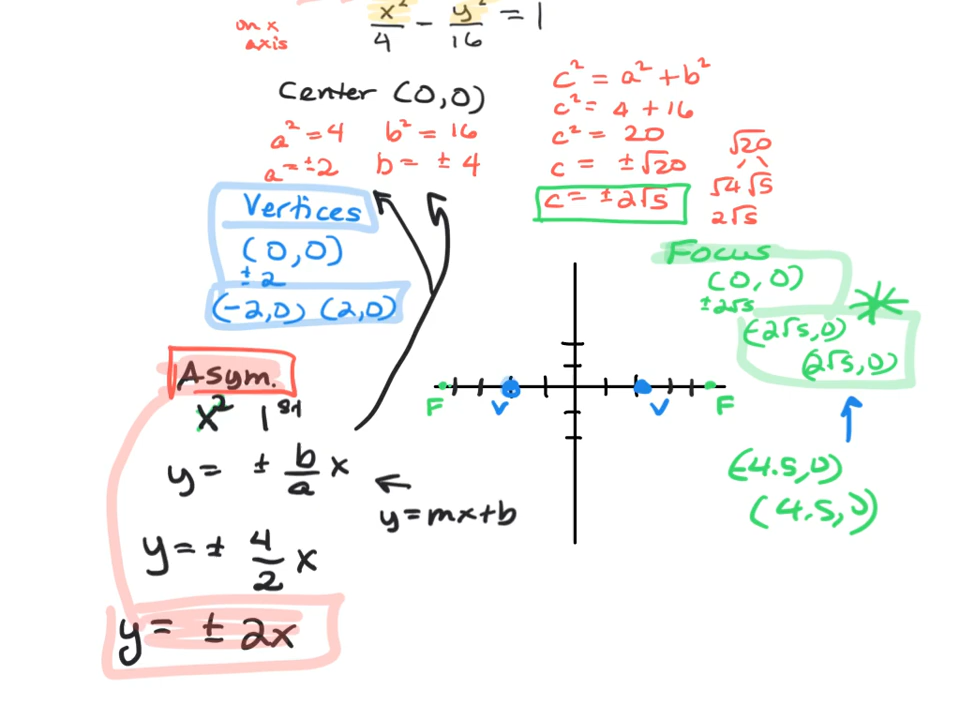 on x
axis
x²/4 - y²/16 = 1
Center (0,0)
a² = 4 b² = 16
a = ±2 b = ± 4
c² = a² + b²
c² = 4 + 16
c² = 20
c = ±√20
c = ±2√5
√20
√4 √5
2√5
Vertices
(0,0)
± 2
(-2,0) (2,0)
Focus
(0,0)
±2√5
(-2√5,0)
(2√5,0)
F V V F
(-4.5,0)
(4.5,0)
Asym.
x² 1st
y = ± b/a x
y=mx+b
y = ± 4/2 x
y = ± 2x